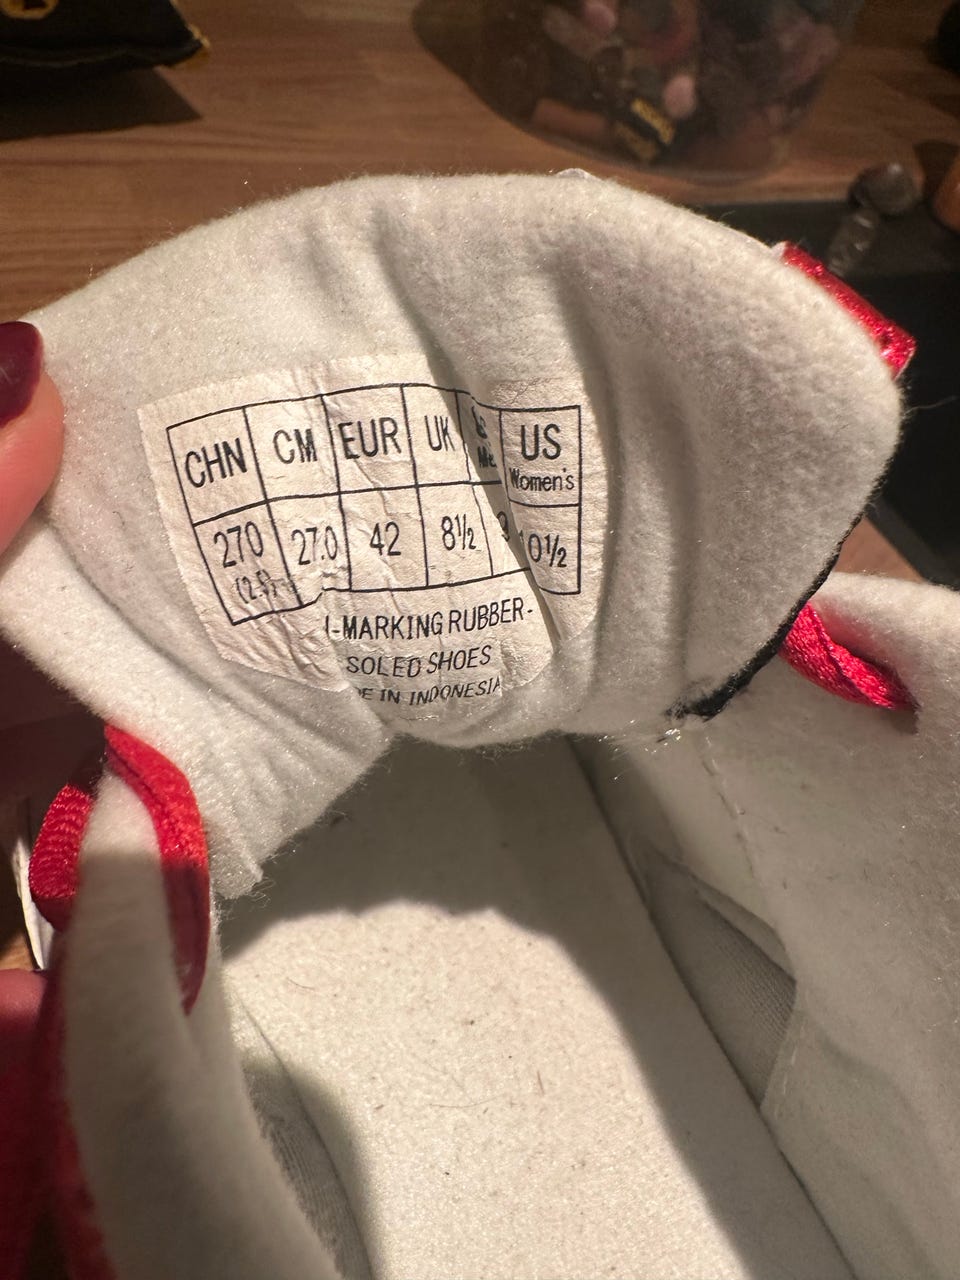 CHN CM EUR UK US
Women's
270 27.0 42 8½ 0½
-MARKING RUBBER-
SOLED SHOES
E IN INDONESIA